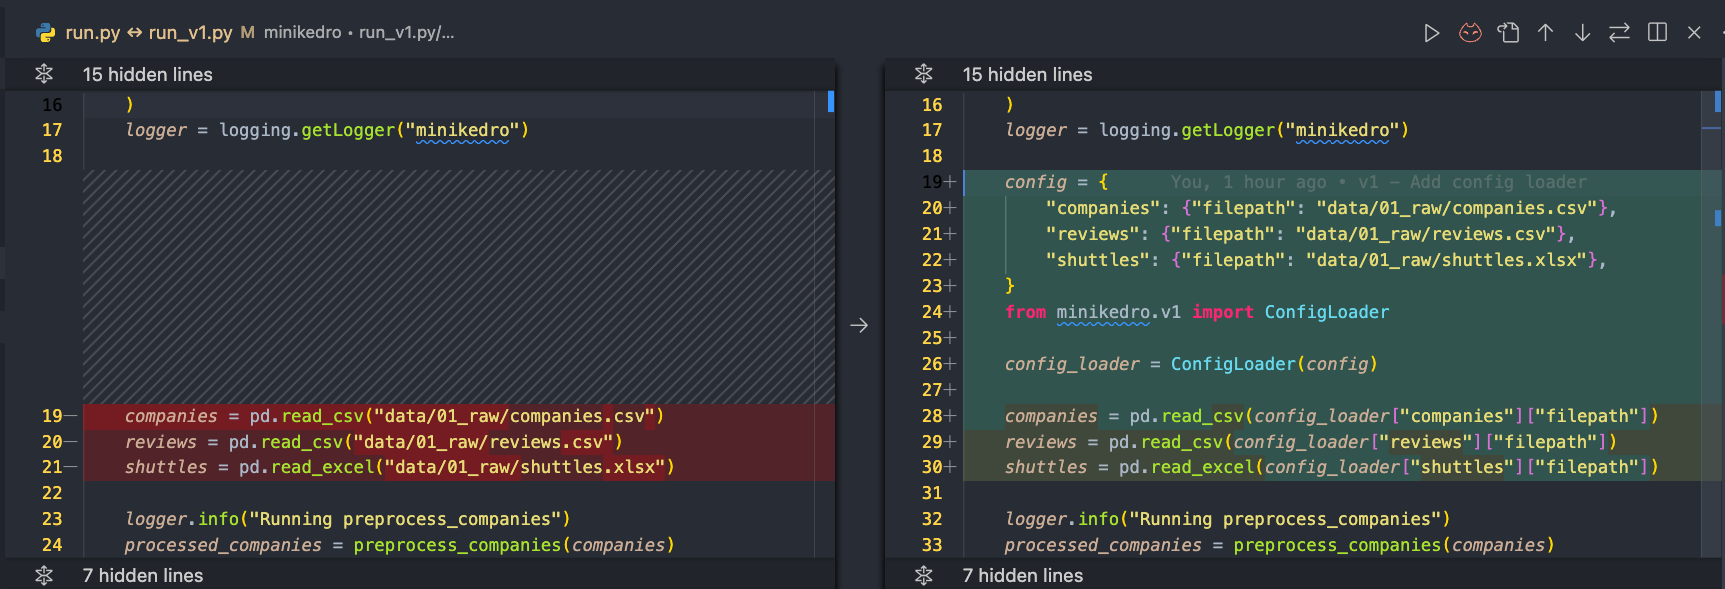 run.py ↔ run_v1.py M minikedro • run_v1.py/...
15 hidden lines
16 )
17 logger = logging.getLogger("minikedro")
18
19— companies = pd.read_csv("data/01_raw/companies.csv")
20— reviews = pd.read_csv("data/01_raw/reviews.csv")
21— shuttles = pd.read_excel("data/01_raw/shuttles.xlsx")
22
23 logger.info("Running preprocess_companies")
24 processed_companies = preprocess_companies(companies)
7 hidden lines
15 hidden lines
16 )
17 logger = logging.getLogger("minikedro")
18
19+ config = { You, 1 hour ago • v1 – Add config loader
20+ "companies": {"filepath": "data/01_raw/companies.csv"},
21+ "reviews": {"filepath": "data/01_raw/reviews.csv"},
22+ "shuttles": {"filepath": "data/01_raw/shuttles.xlsx"},
23+ }
24+ from minikedro.v1 import ConfigLoader
25+
26+ config_loader = ConfigLoader(config)
27+
28+ companies = pd.read_csv(config_loader["companies"]["filepath"])
29+ reviews = pd.read_csv(config_loader["reviews"]["filepath"])
30+ shuttles = pd.read_excel(config_loader["shuttles"]["filepath"])
31
32 logger.info("Running preprocess_companies")
33 processed_companies = preprocess_companies(companies)
7 hidden lines